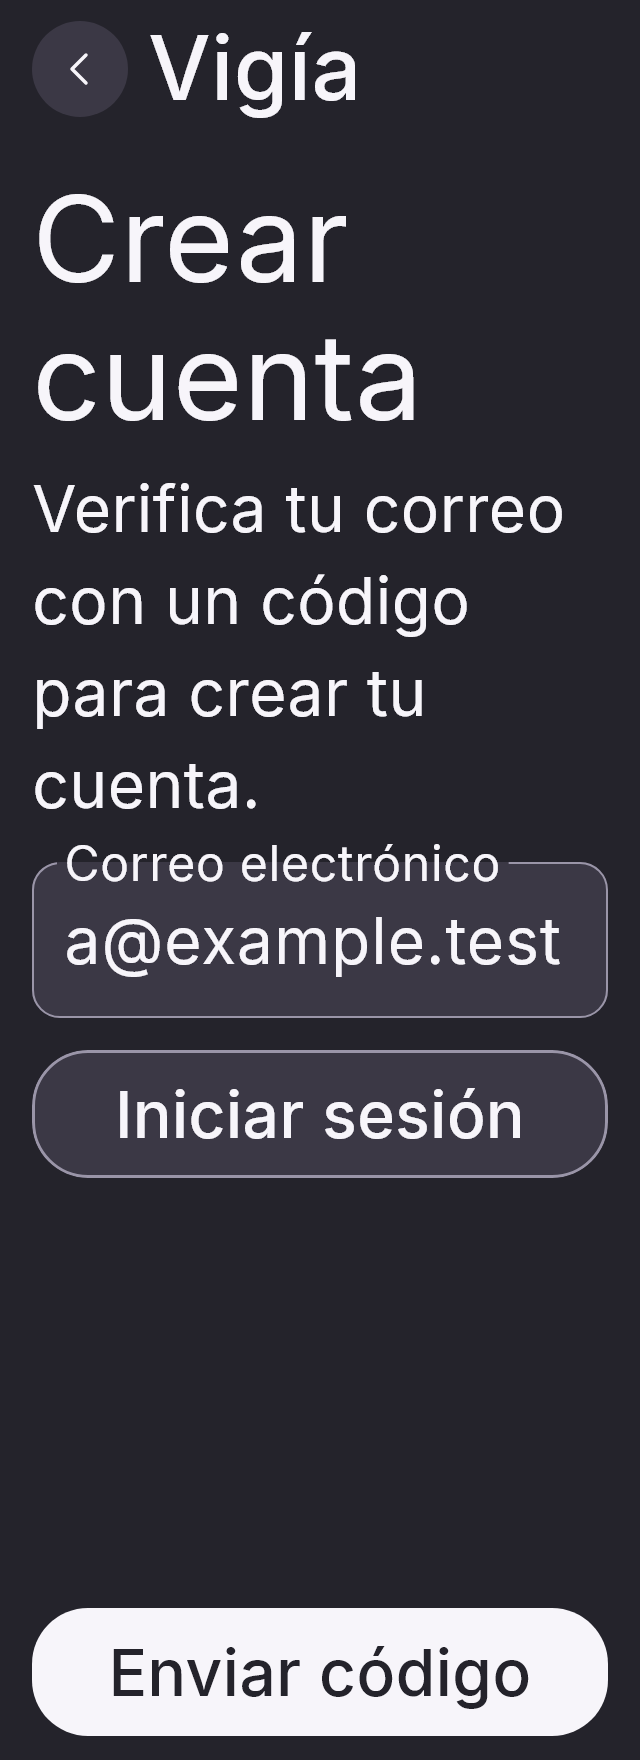 Vigía
Crear
cuenta
Verifica tu correo
con un código
para crear tu
cuenta.
Correo electrónico
a@example.test
Iniciar sesión
Enviar código